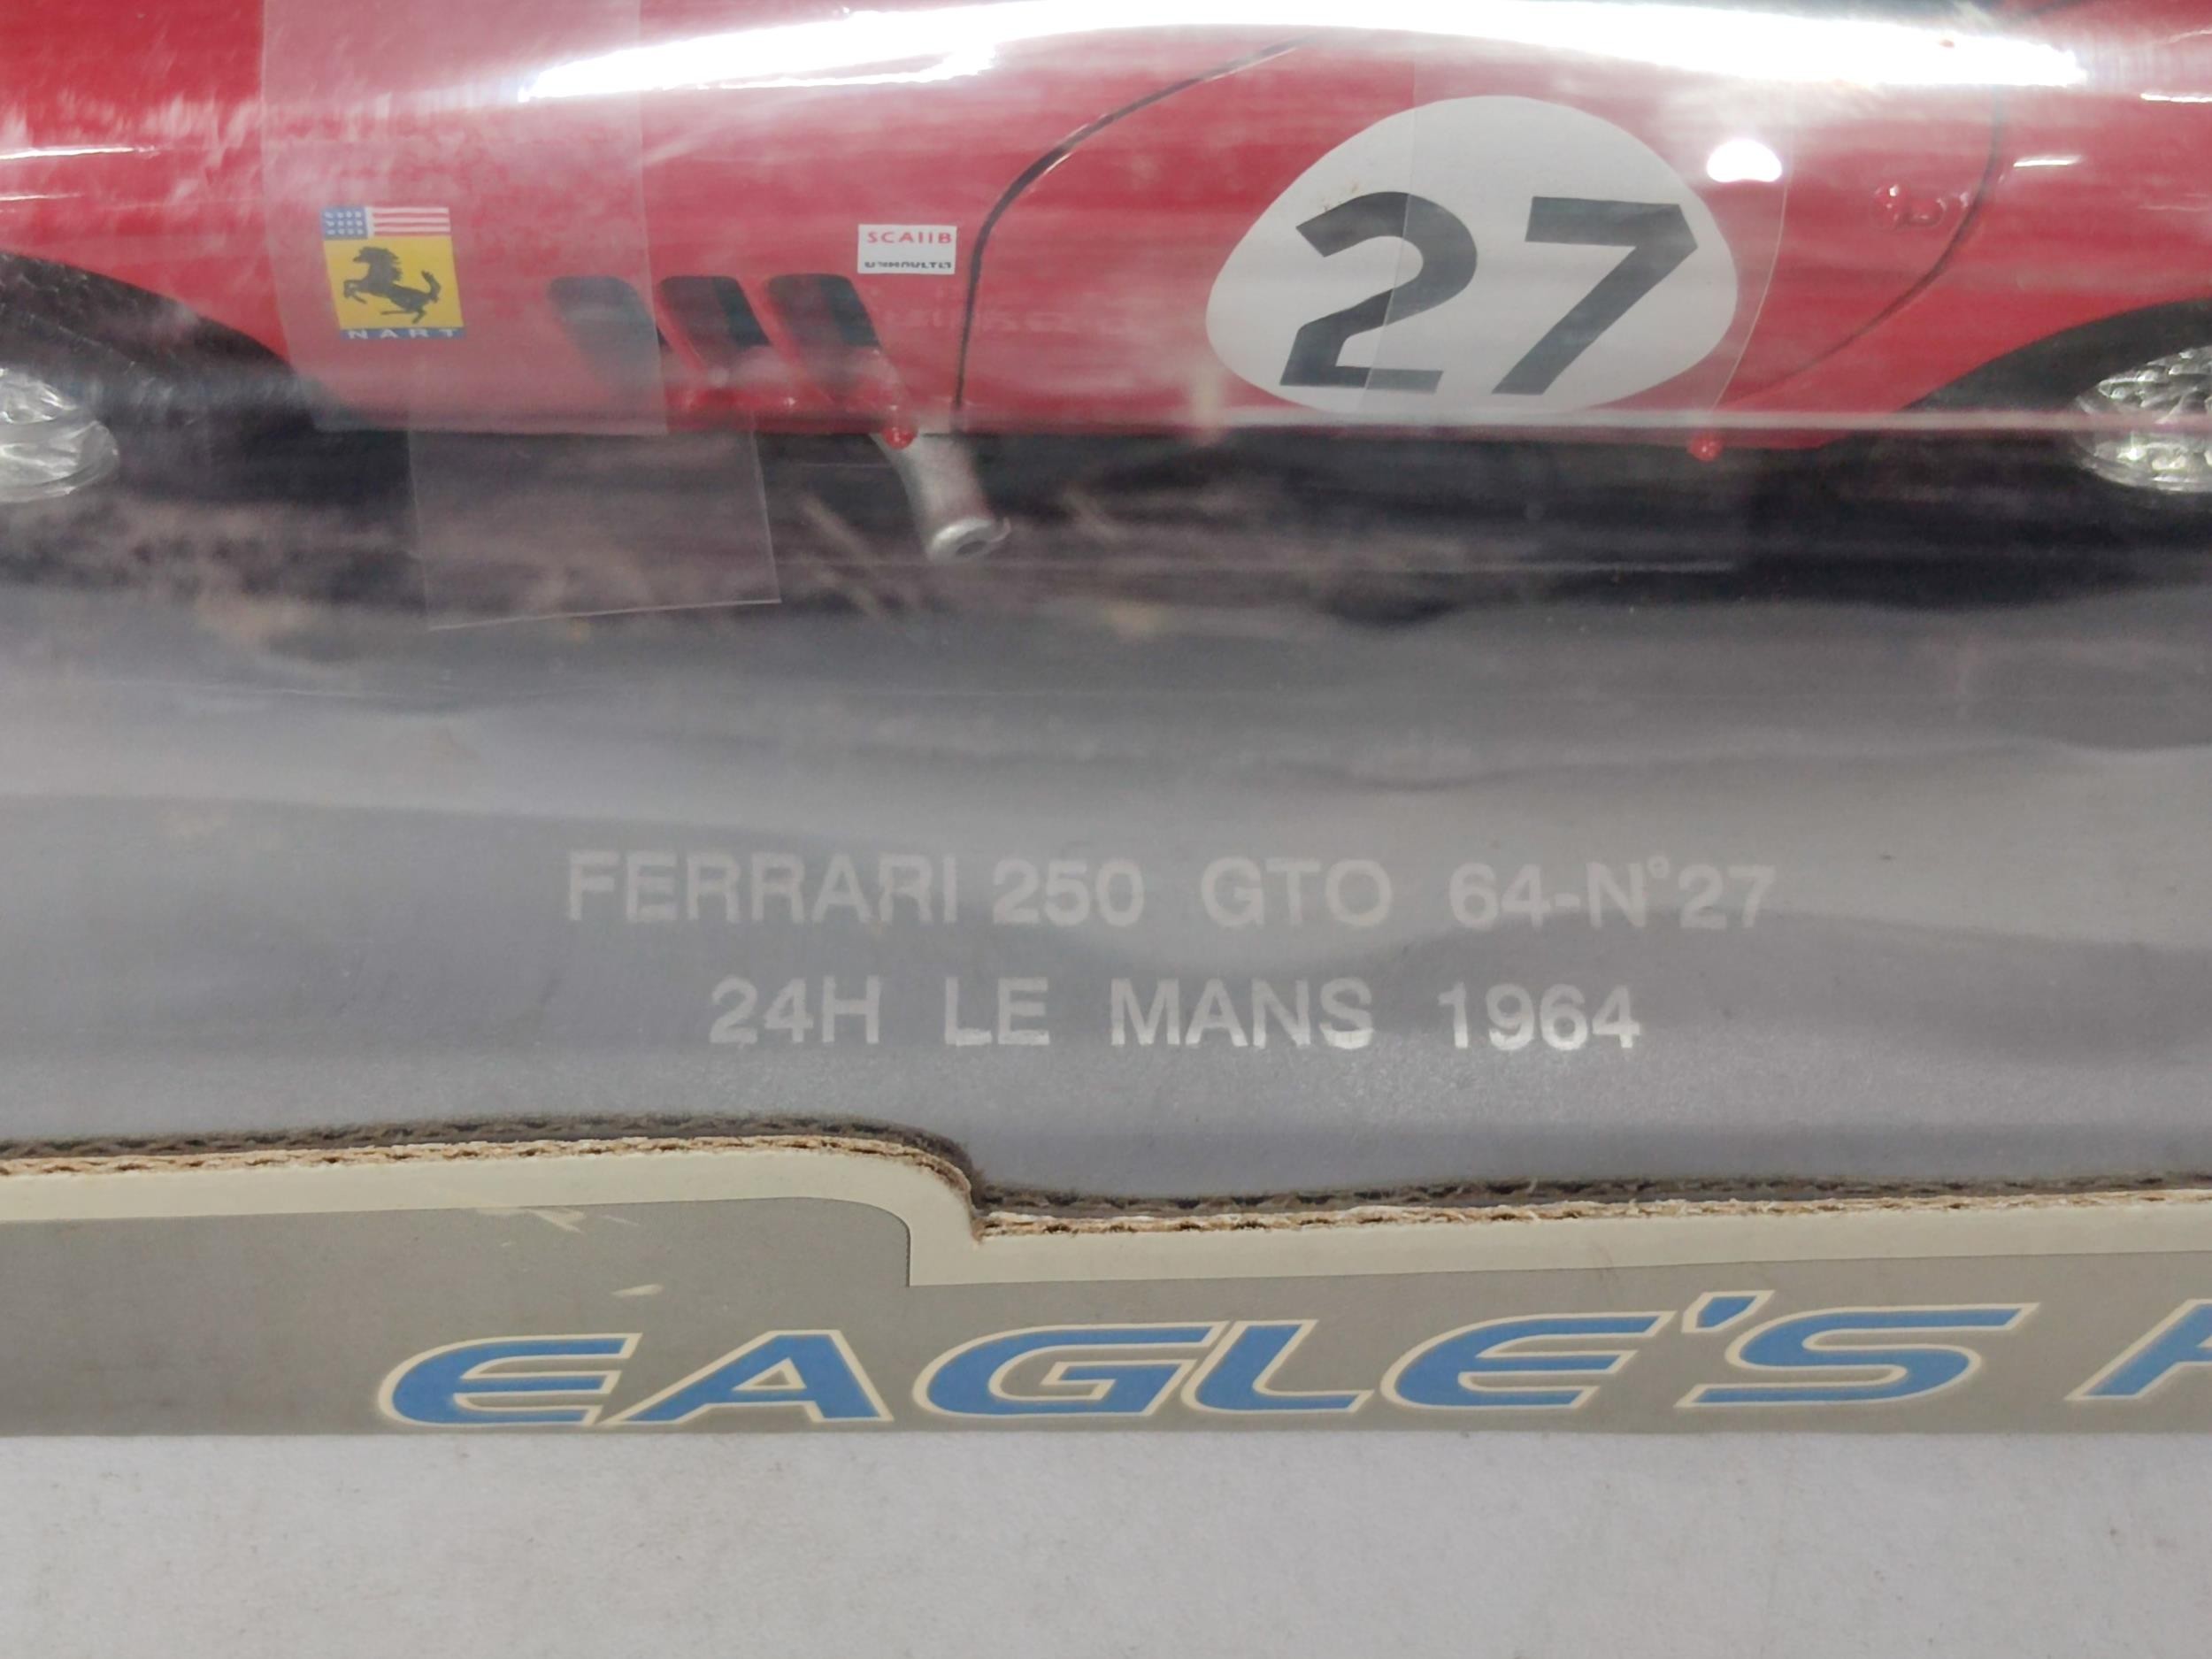 NART
SCAIIB
27
FERRARI 250 GTO 64-N°27
24H LE MANS 1964
EAGLE'S